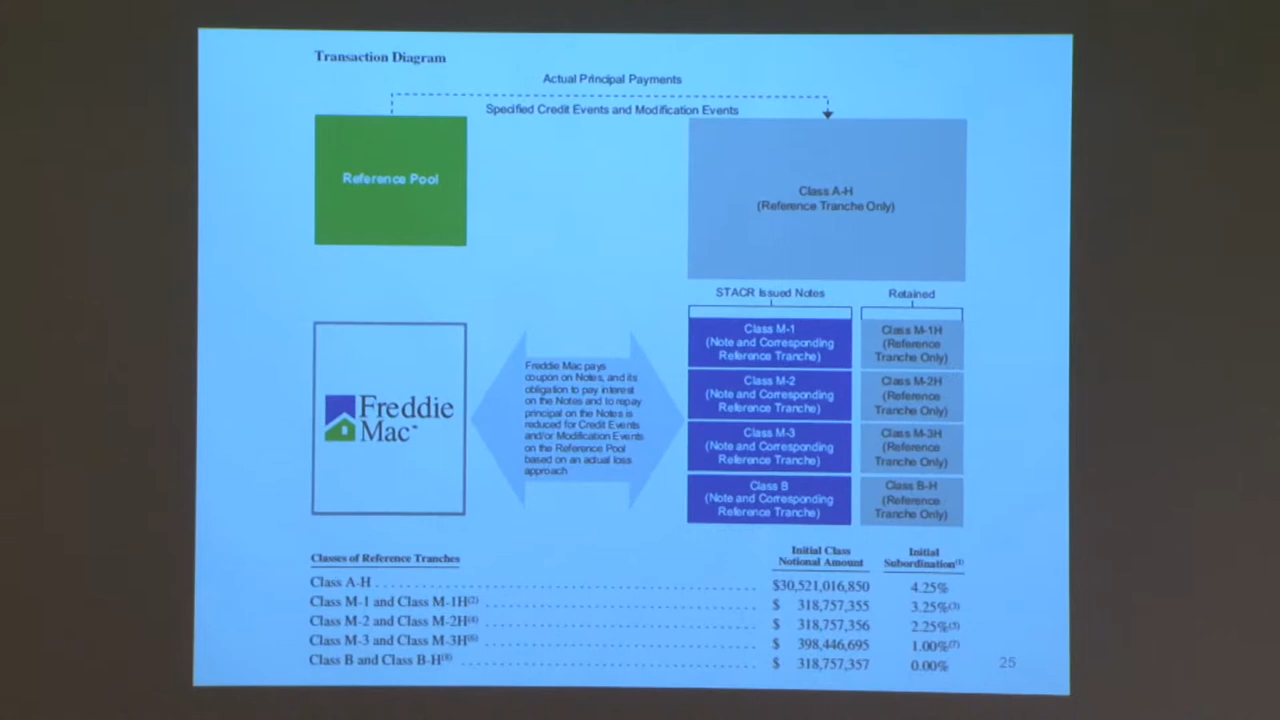 Transaction Diagram
Actual Principal Payments
Specified Credit Events and Modification Events
Reference Pool
Class A-H
(Reference Tranche Only)
STACR Issued Notes
Retained
Class M-1
(Note and Corresponding
Reference Tranche)
Class M-1H
(Reference
Tranche Only)
Class M-2
(Note and Corresponding
Reference Tranche)
Class M-2H
(Reference
Tranche Only)
Class M-3
(Note and Corresponding
Reference Tranche)
Class M-3H
(Reference
Tranche Only)
Class B
(Note and Corresponding
Reference Tranche)
Class B-H
(Reference
Tranche Only)
Freddie
Mac
Freddie Mac pays
coupon on Notes, and its
obligation to pay interest
on the Notes and to repay
principal on the Notes is
reduced for Credit Events
and/or Modification Events
on the Reference Pool
based on an actual loss
approach
Classes of Reference Tranches
Initial Class
Notional Amount
Initial
Subordination(1)
Class A-H $30,521,016,850 4.25%
Class M-1 and Class M-1H(2) $ 318,757,355 3.25%(3)
Class M-2 and Class M-2H(4) $ 318,757,356 2.25%(5)
Class M-3 and Class M-3H(6) $ 398,446,695 1.00%(7)
Class B and Class B-H(8) $ 318,757,357 0.00%
25